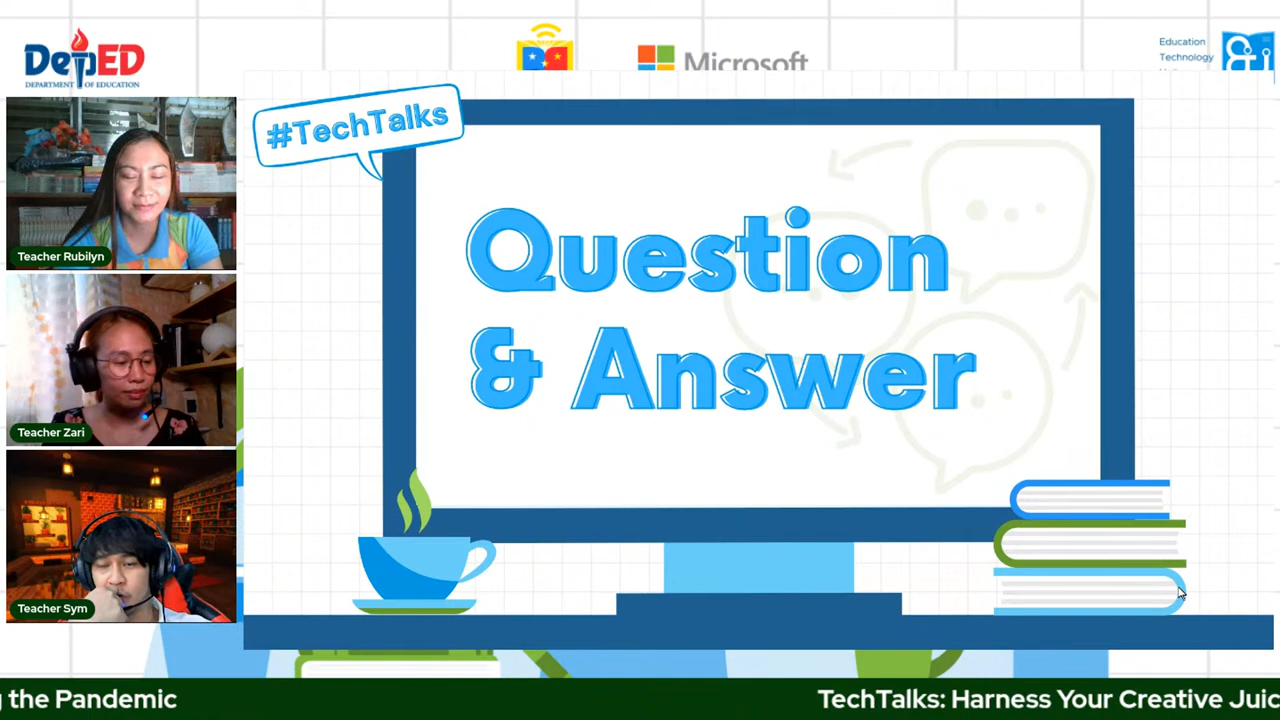 DepED
DEPARTMENT OF EDUCATION
Microsoft
Education
Technology
#TechTalks
Question
& Answer
Teacher Rubilyn
Teacher Zari
Teacher Sym
the Pandemic
TechTalks: Harness Your Creative Juic